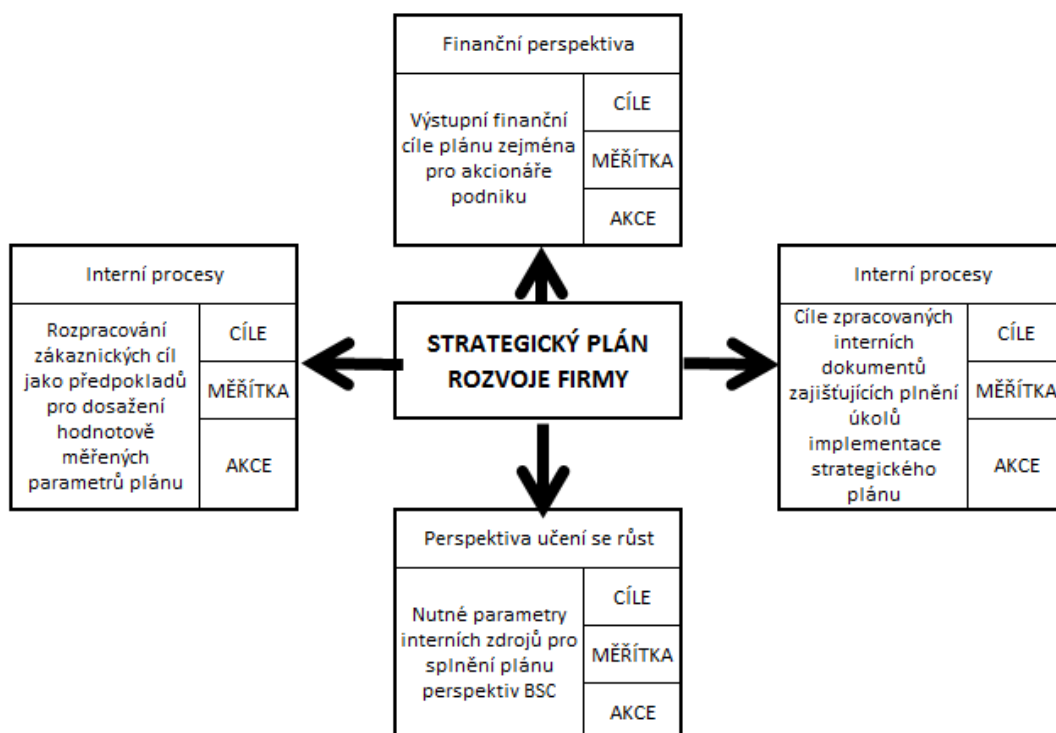 Finanční perspektiva
Výstupní finanční
cíle plánu zejména
pro akcionáře
podniku
CÍLE
MĚŘÍTKA
AKCE
Interní procesy
Rozpracování
zákaznických cíl
jako předpokladů
pro dosažení
hodnotově
měřených
parametrů plánu
CÍLE
MĚŘÍTKA
AKCE
STRATEGICKÝ PLÁN
ROZVOJE FIRMY
Interní procesy
Cíle zpracovaných
interních
dokumentů
zajišťujících plnění
úkolů
implementace
strategického
plánu
CÍLE
MĚŘÍTKA
AKCE
Perspektiva učení se růst
Nutné parametry
interních zdrojů pro
splnění plánu
perspektiv BSC
CÍLE
MĚŘÍTKA
AKCE